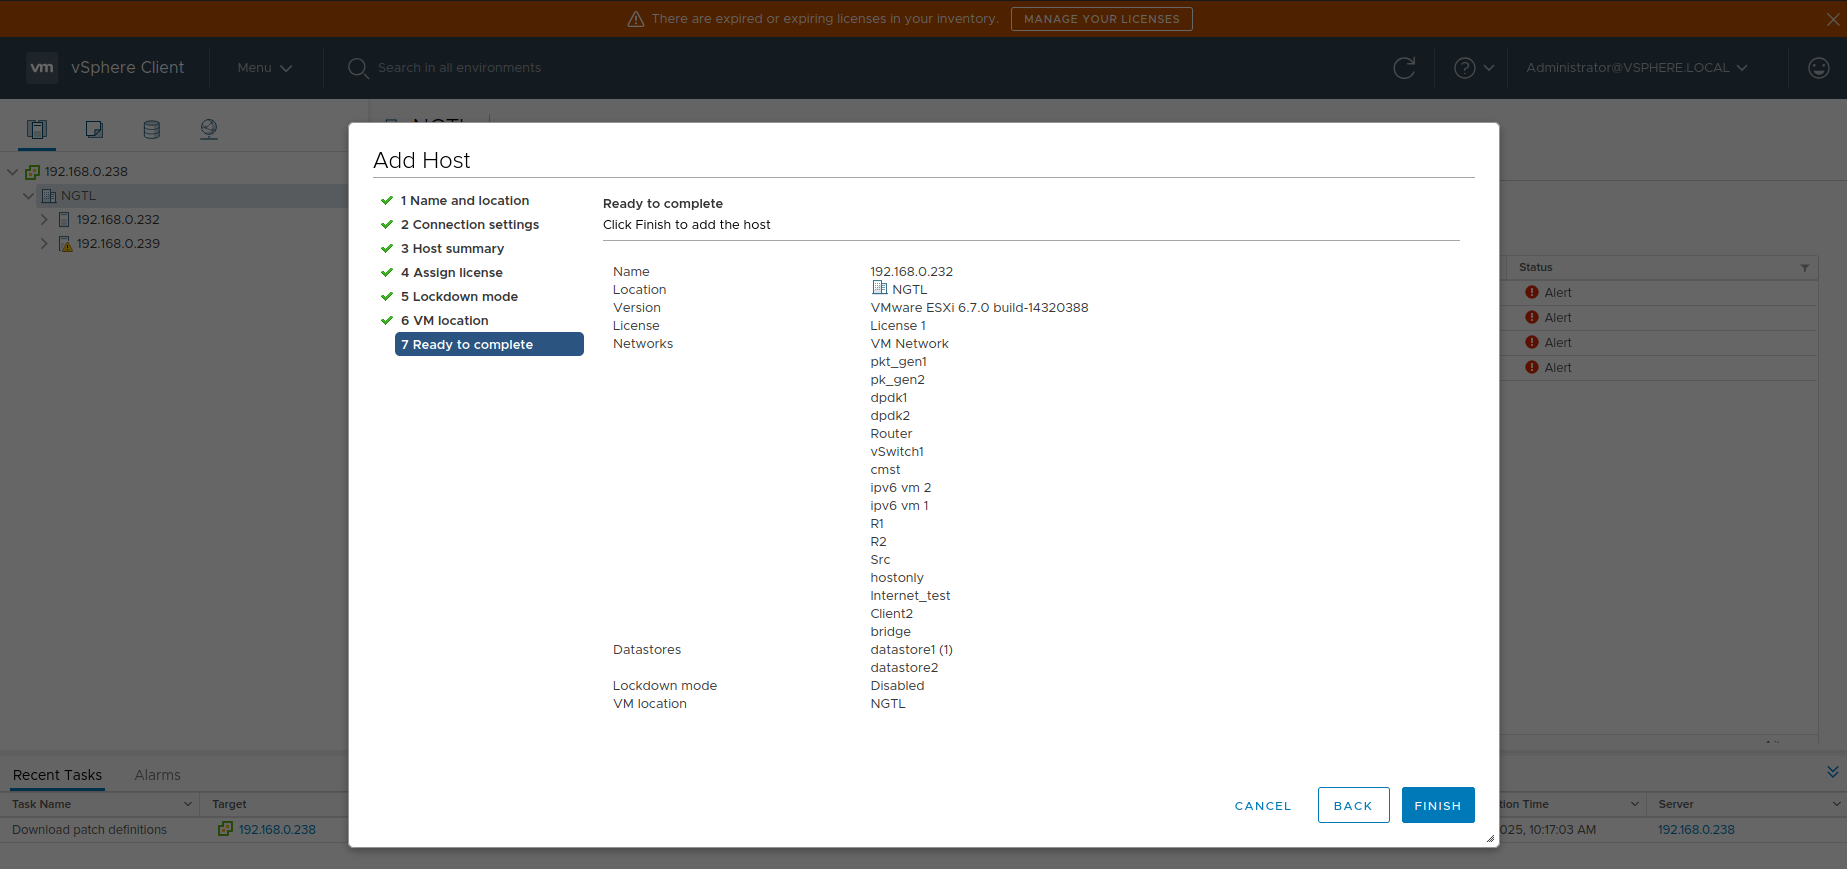 There are expired or expiring licenses in your inventory. MANAGE YOUR LICENSES
vm vSphere Client Menu Search in all environments Administrator@VSPHERE.LOCAL
192.168.0.238
NGTL
192.168.0.232
192.168.0.239
NGTL
Add Host
1 Name and location
2 Connection settings
3 Host summary
4 Assign license
5 Lockdown mode
6 VM location
7 Ready to complete
Ready to complete
Click Finish to add the host
Name 192.168.0.232
Location NGTL
Version VMware ESXi 6.7.0 build-14320388
License License 1
Networks VM Network
pkt_gen1
pk_gen2
dpdk1
dpdk2
Router
vSwitch1
cmst
ipv6 vm 2
ipv6 vm 1
R1
R2
Src
hostonly
Internet_test
Client2
bridge
Datastores datastore1 (1)
datastore2
Lockdown mode Disabled
VM location NGTL
CANCEL BACK FINISH
Status
Alert
Alert
Alert
Alert
Recent Tasks Alarms
Task Name Target tion Time Server
Download patch definitions 192.168.0.238 025, 10:17:03 AM 192.168.0.238